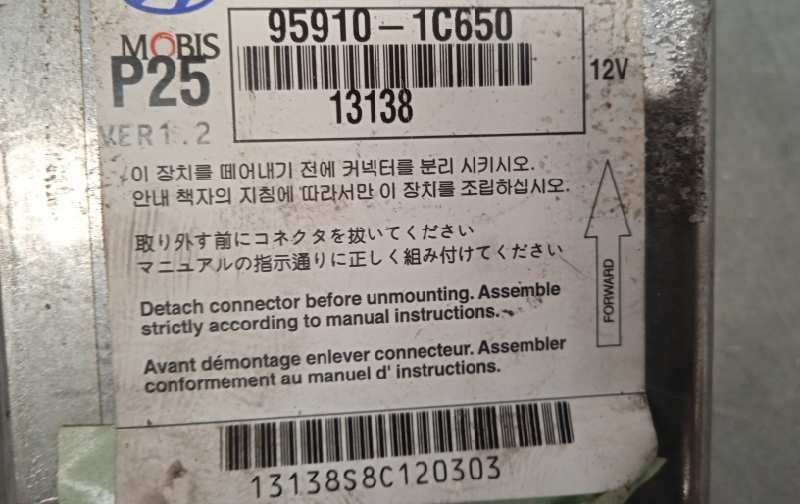 95910-1C650
MOBIS
P25
13138
12V
VER1.2
이 장치를 떼어내기 전에 커넥터를 분리 시키시오.
안내 책자의 지침에 따라서만 이 장치를 조립하십시오.
取り外す前にコネクタを抜いてください
マニュアルの指示通りに正しく組み付けてください
FORWARD
Detach connector before unmounting. Assemble
strictly according to manual instructions.
Avant démontage enlever connecteur. Assembler
conformement au manuel d' instructions.
13138S8C120303